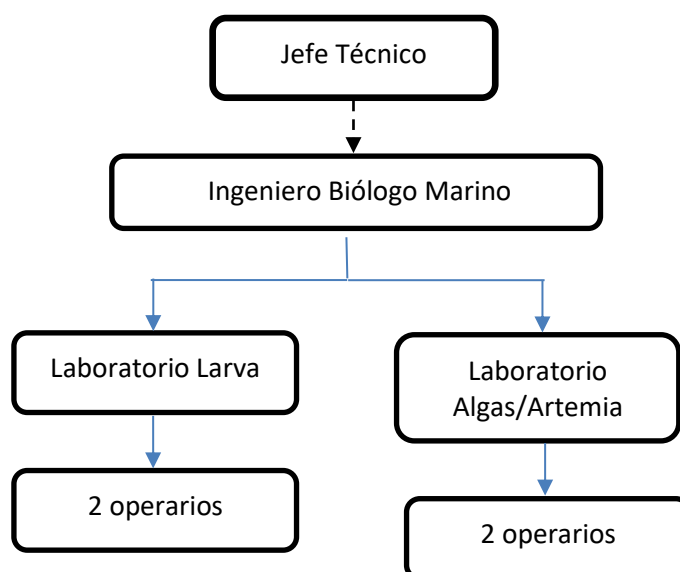 Jefe Técnico
Ingeniero Biólogo Marino
Laboratorio Larva
Laboratorio
Algas/Artemia
2 operarios
2 operarios